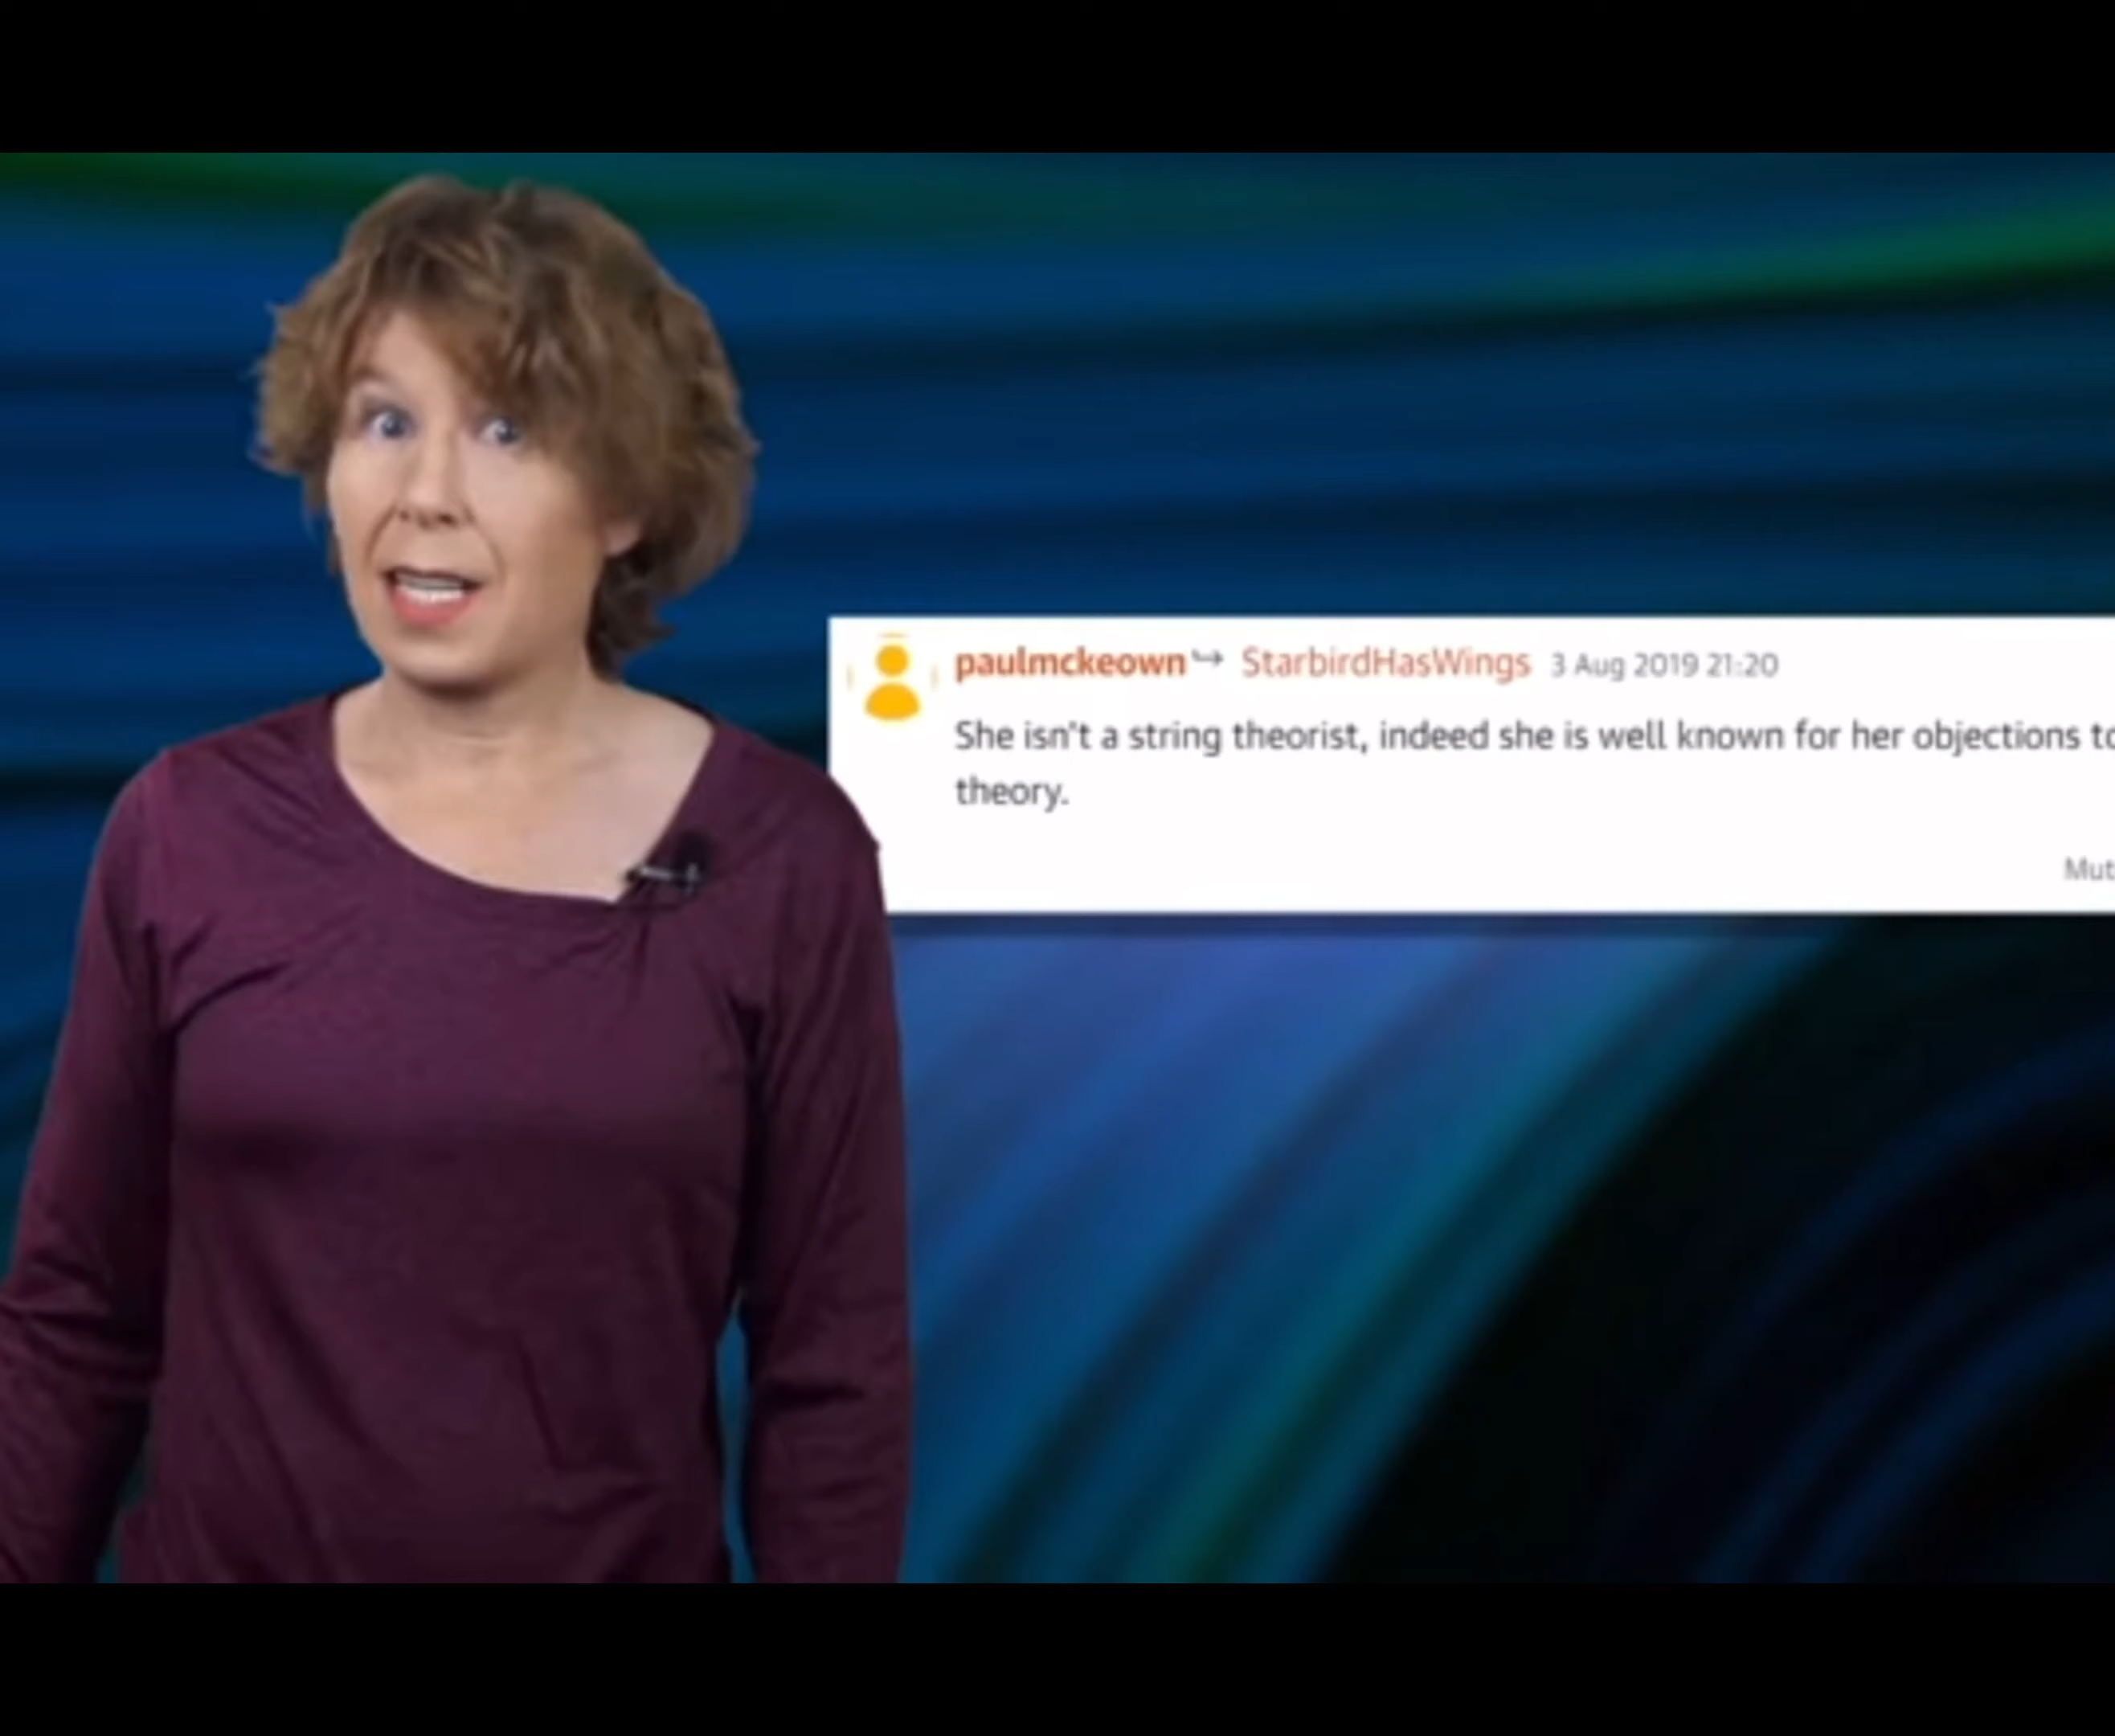 paulmckeown ↪ StarbirdHasWings 3 Aug 2019 21:20
She isn't a string theorist, indeed she is well known for her objections
theory.